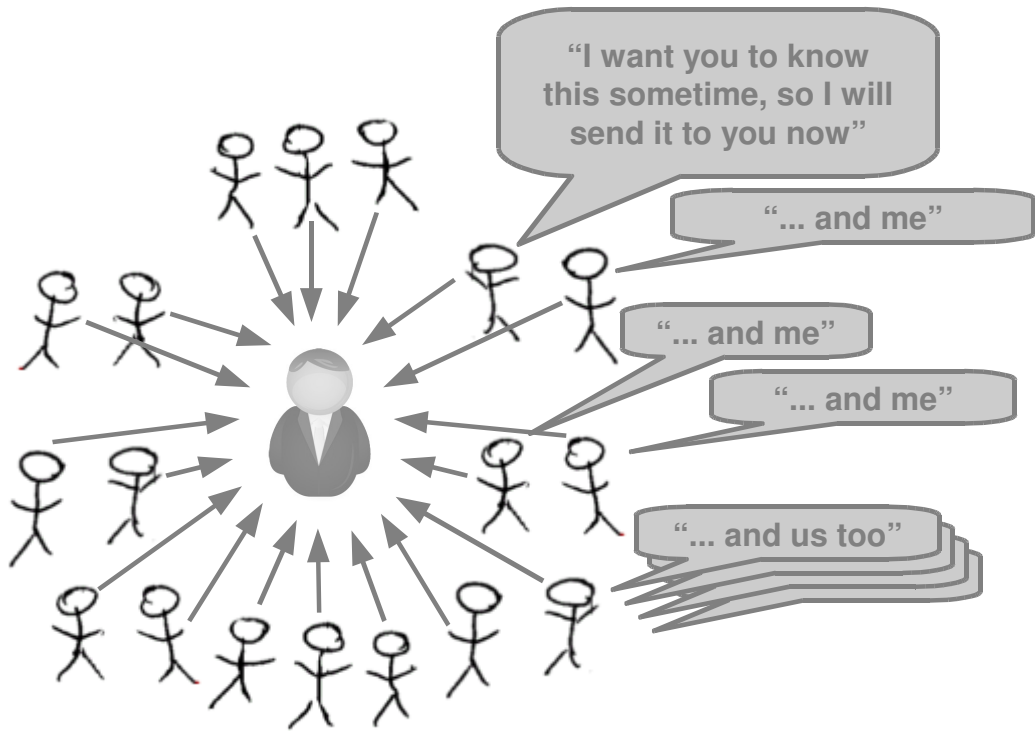 “I want you to know
this sometime, so I will
send it to you now”
“... and me”
“... and me”
“... and me”
“... and us too”